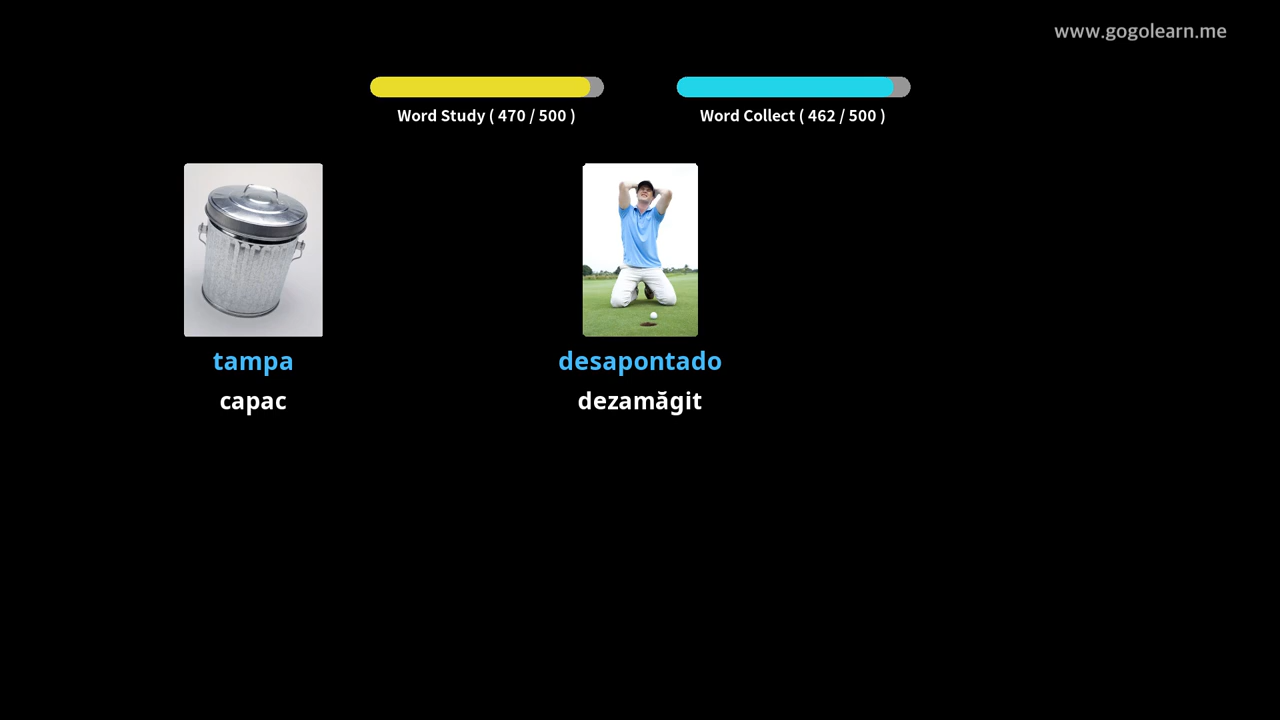 www.gogolearn.me
Word Study ( 470 / 500 )
Word Collect ( 462 / 500 )
tampa
capac
desapontado
dezamăgit